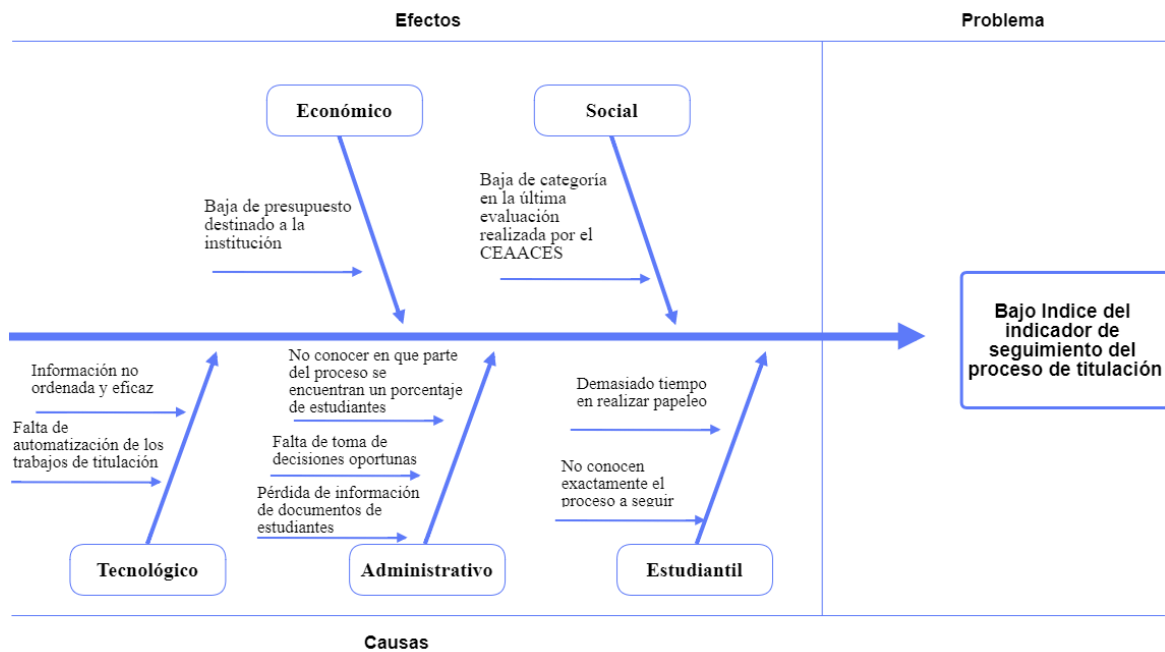 Efectos
Problema
Económico
Social
Baja de presupuesto
destinado a la
institución
Baja de categoría
en la última
evaluación
realizada por el
CEAACES
Bajo Indice del
indicador de
seguimiento del
proceso de titulación
Información no
ordenada y eficaz
Falta de
automatización de los
trabajos de titulación
No conocer en que parte
del proceso se
encuentran un porcentaje
de estudiantes
Falta de toma de
decisiones oportunas
Pérdida de información
de documentos de
estudiantes
Demasiado tiempo
en realizar papeleo
No conocen
exactamente el
proceso a seguir
Tecnológico
Administrativo
Estudiantil
Causas